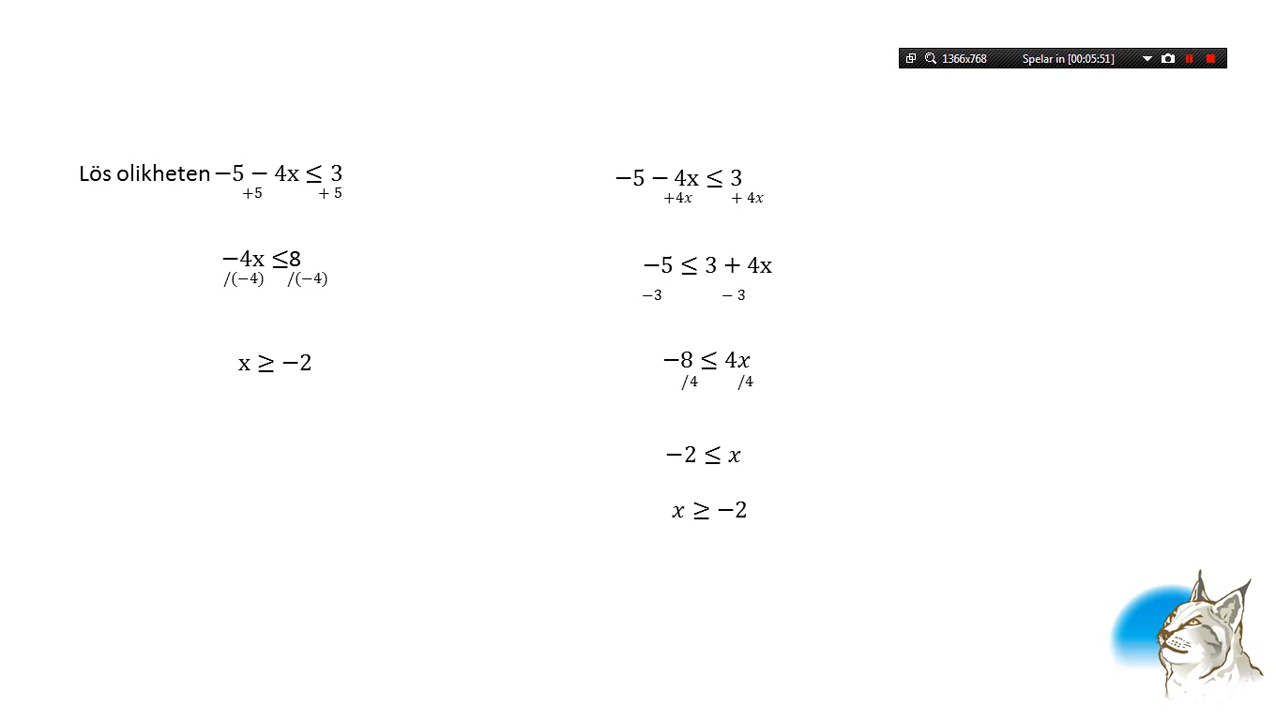 1366x768 Spelar in [00:05:51]
Lös olikheten −5 − 4x ≤ 3
+5 + 5
−4x ≤8
/(−4) /(−4)
x ≥ −2
−5 − 4x ≤ 3
+4x + 4x
−5 ≤ 3 + 4x
−3 − 3
−8 ≤ 4x
/4 /4
−2 ≤ x
x ≥ −2